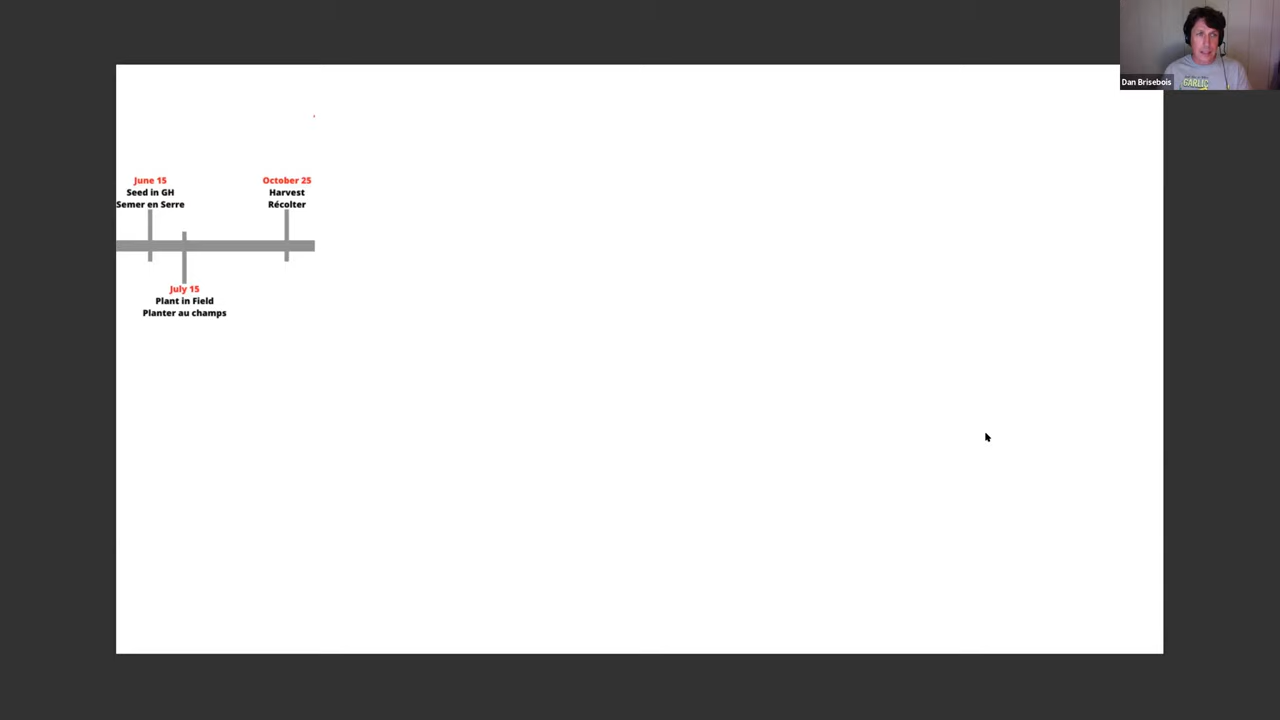 Dan Brisebois
GARLIC
June 15
Seed in GH
Semer en Serre
October 25
Harvest
Récolter
July 15
Plant in Field
Planter au champs